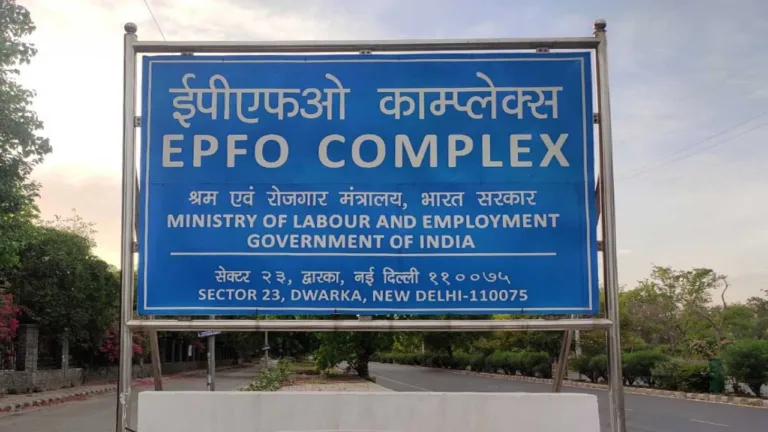 ईपीएफओ काम्प्लेक्स
EPFO COMPLEX
श्रम एवं रोजगार मंत्रालय, भारत सरकार
MINISTRY OF LABOUR AND EMPLOYMENT
GOVERNMENT OF INDIA
सेक्टर २३, द्वारका, नई दिल्ली ११००७५
SECTOR 23, DWARKA, NEW DELHI-110075